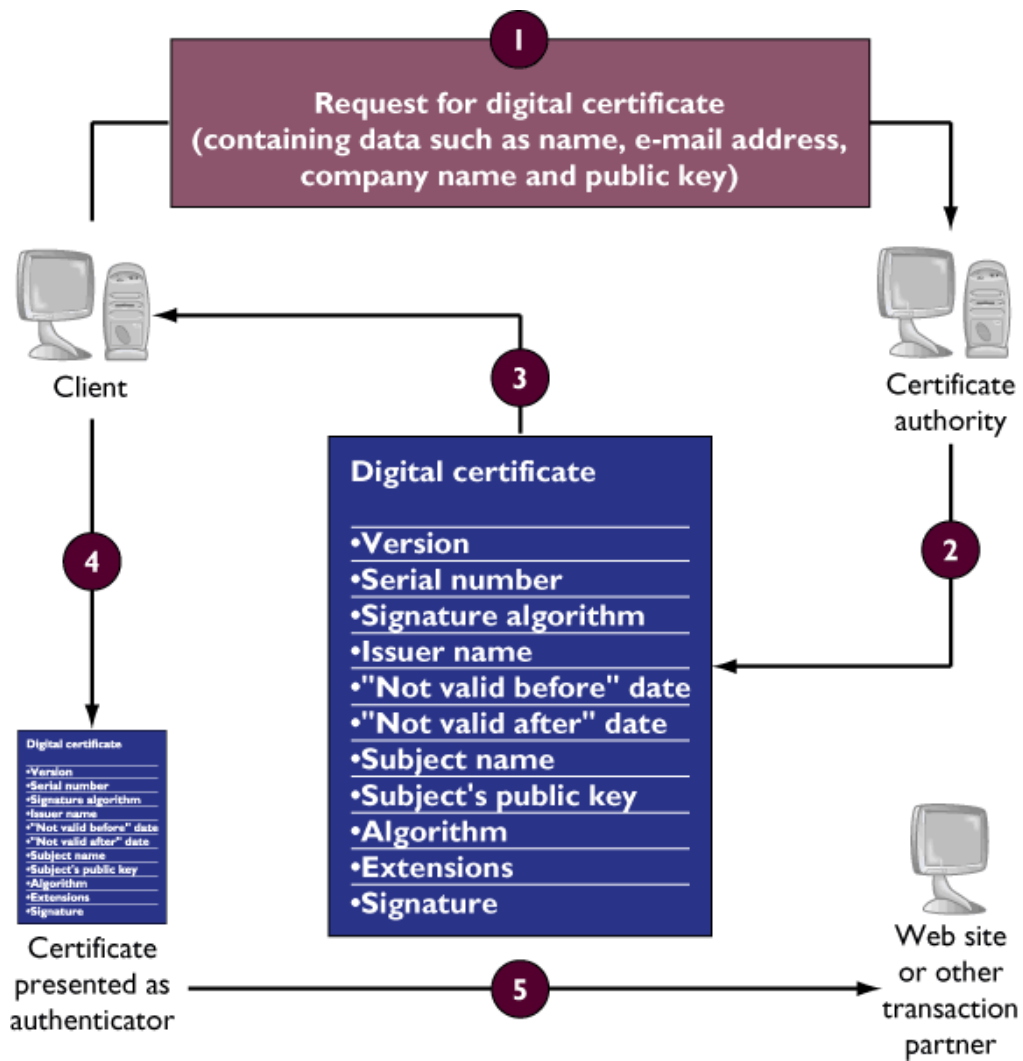 1
Request for digital certificate
(containing data such as name, e-mail address,
company name and public key)
Client
Certificate
authority
3
2
4
Digital certificate
•Version
•Serial number
•Signature algorithm
•Issuer name
•"Not valid before" date
•"Not valid after" date
•Subject name
•Subject's public key
•Algorithm
•Extensions
•Signature
Digital certificate
•Version
•Serial number
•Signature algorithm
•Issuer name
•"Not valid before" date
•"Not valid after" date
•Subject name
•Subject's public key
•Algorithm
•Extensions
•Signature
Certificate
presented as
authenticator
5
Web site
or other
transaction
partner